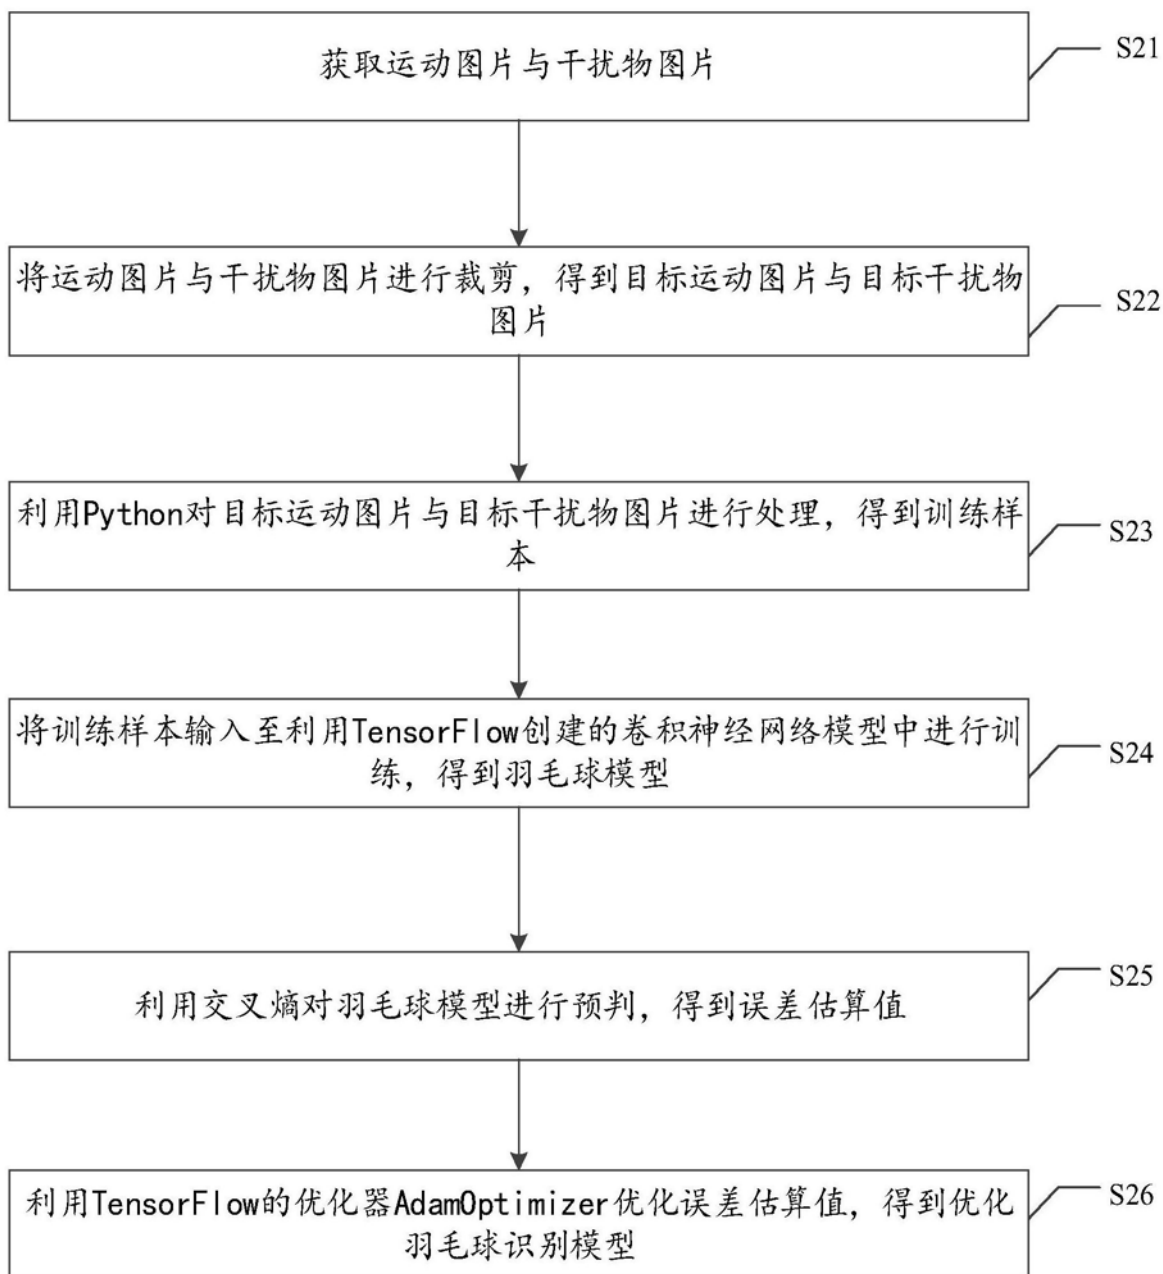 获取运动图片与干扰物图片
S21
将运动图片与干扰物图片进行裁剪，得到目标运动图片与目标干扰物
图片
S22
利用Python对目标运动图片与目标干扰物图片进行处理，得到训练样
本
S23
将训练样本输入至利用TensorFlow创建的卷积神经网络模型中进行训
练，得到羽毛球模型
S24
利用交叉熵对羽毛球模型进行预判，得到误差估算值
S25
利用TensorFlow的优化器AdamOptimizer优化误差估算值，得到优化
羽毛球识别模型
S26